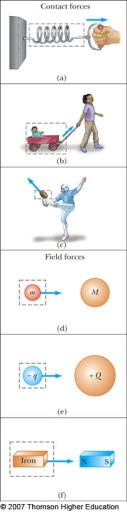 Contact forces
(a)
(b)
(c)
Field forces
m M
(d)
– q + Q
(e)
Iron N S
(f)
© 2007 Thomson Higher Education